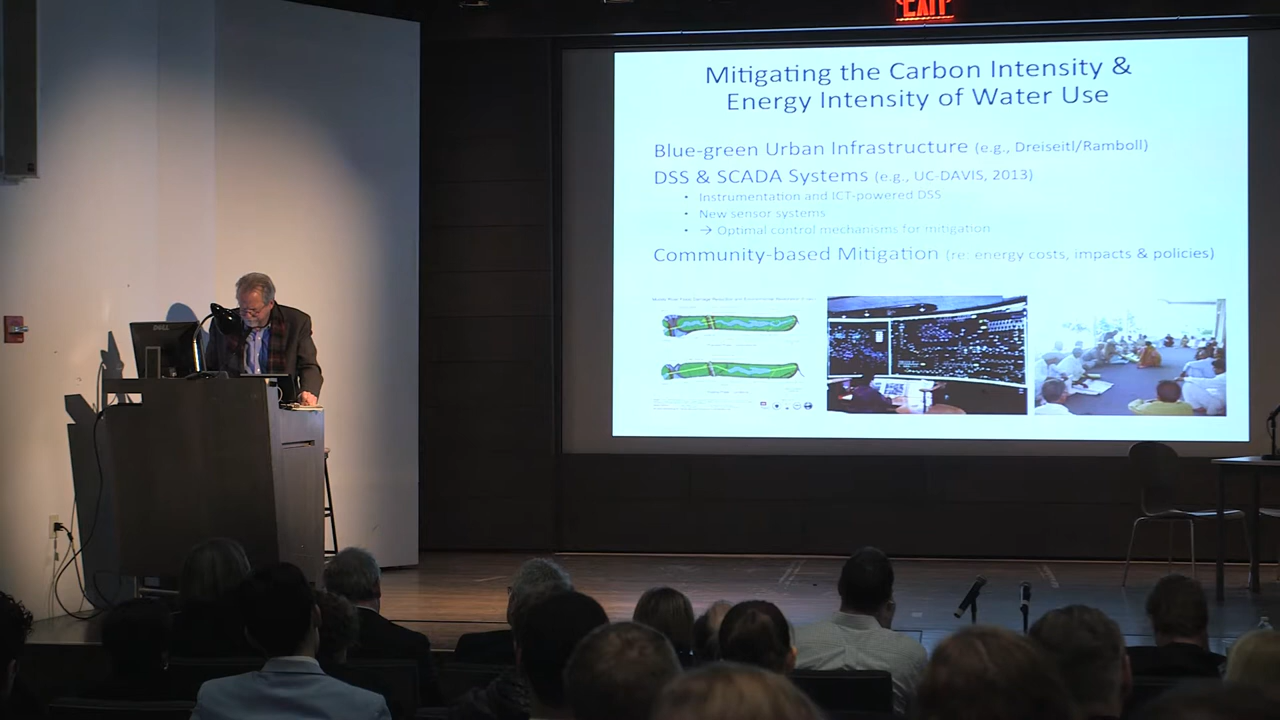 EXIT
Mitigating the Carbon Intensity &
Energy Intensity of Water Use
Blue-green Urban Infrastructure (e.g., Dreiseitl/Ramboll)
DSS & SCADA Systems (e.g., UC-DAVIS, 2013)
• Instrumentation and ICT-powered DSS
• New sensor systems
• → Optimal control mechanisms for mitigation
Community-based Mitigation (re: energy costs, impacts & policies)
DELL